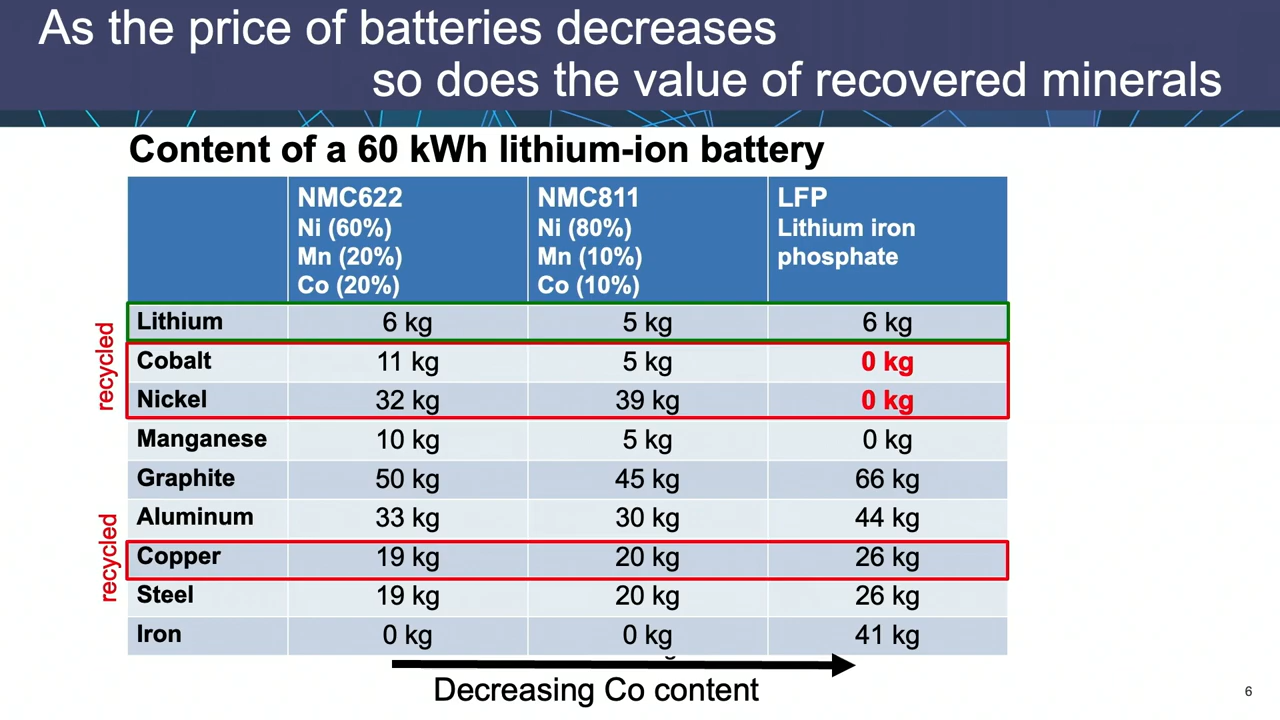 As the price of batteries decreases
so does the value of recovered minerals
Content of a 60 kWh lithium-ion battery
NMC622 NMC811 LFP
Ni (60%) Ni (80%) Lithium iron
Mn (20%) Mn (10%) phosphate
Co (20%) Co (10%)
recycled
Lithium 6 kg 5 kg 6 kg
Cobalt 11 kg 5 kg 0 kg
Nickel 32 kg 39 kg 0 kg
Manganese 10 kg 5 kg 0 kg
Graphite 50 kg 45 kg 66 kg
recycled
Aluminum 33 kg 30 kg 44 kg
Copper 19 kg 20 kg 26 kg
Steel 19 kg 20 kg 26 kg
Iron 0 kg 0 kg 41 kg
Decreasing Co content
6